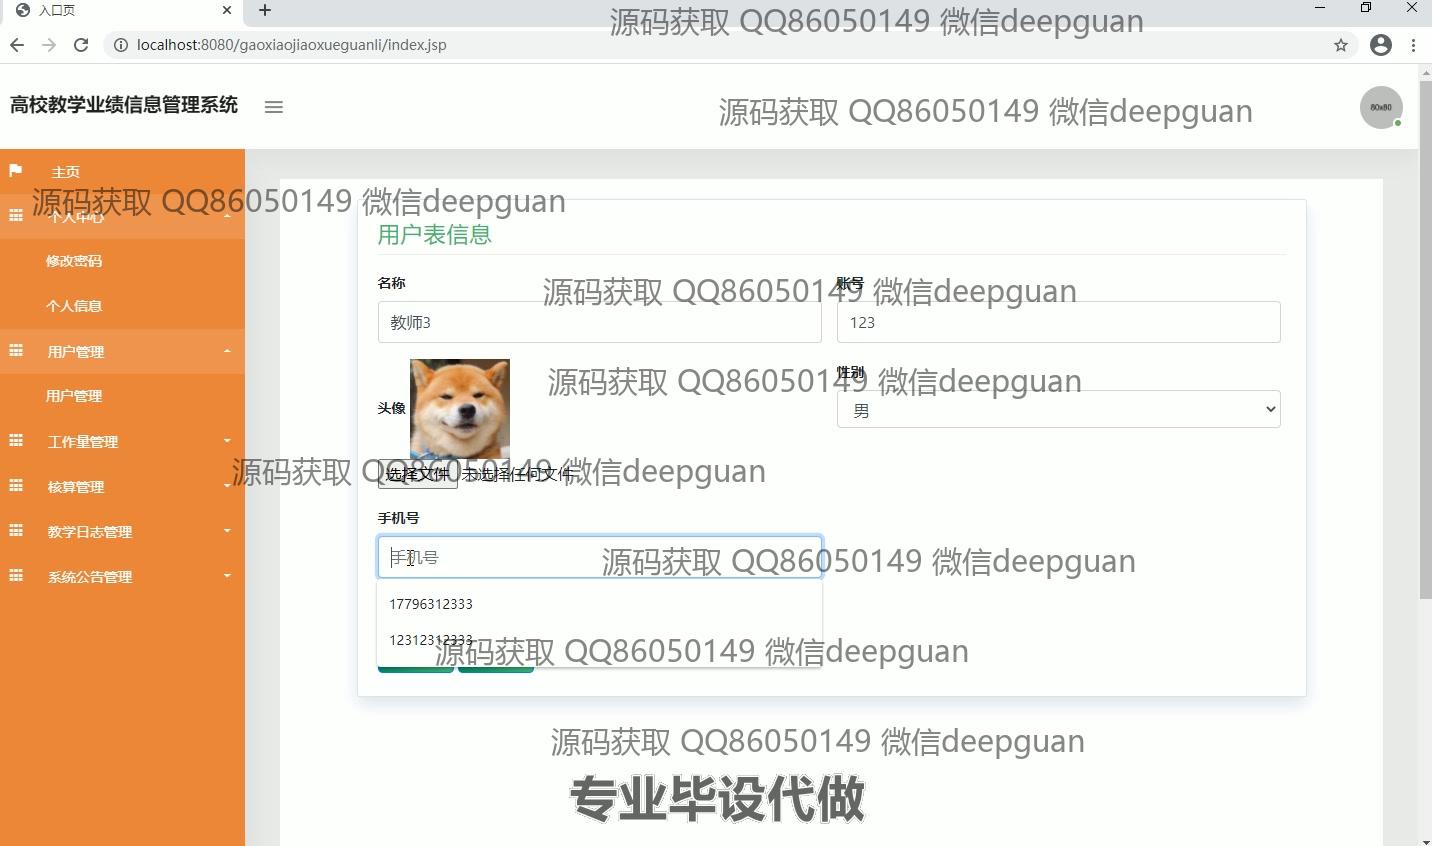 入口页
源码获取 QQ86050149 微信deepguan
localhost:8080/gaoxiaojiaoxueguanli/index.jsp
高校教学业绩信息管理系统
源码获取 QQ86050149 微信deepguan
80x80
主页
源码获取 QQ86050149 微信deepguan
个人中心
用户表信息
修改密码
名称
账号
源码获取 QQ86050149 微信deepguan
个人信息
教师3
123
用户管理
性别
源码获取 QQ86050149 微信deepguan
用户管理
头像
男
工作量管理
源码获取 QQ86050149 微信deepguan
选择文件 未选择任何文件
核算管理
手机号
教学日志管理
手机号
源码获取 QQ86050149 微信deepguan
系统公告管理
17796312333
12312312333
源码获取 QQ86050149 微信deepguan
源码获取 QQ86050149 微信deepguan
专业毕设代做